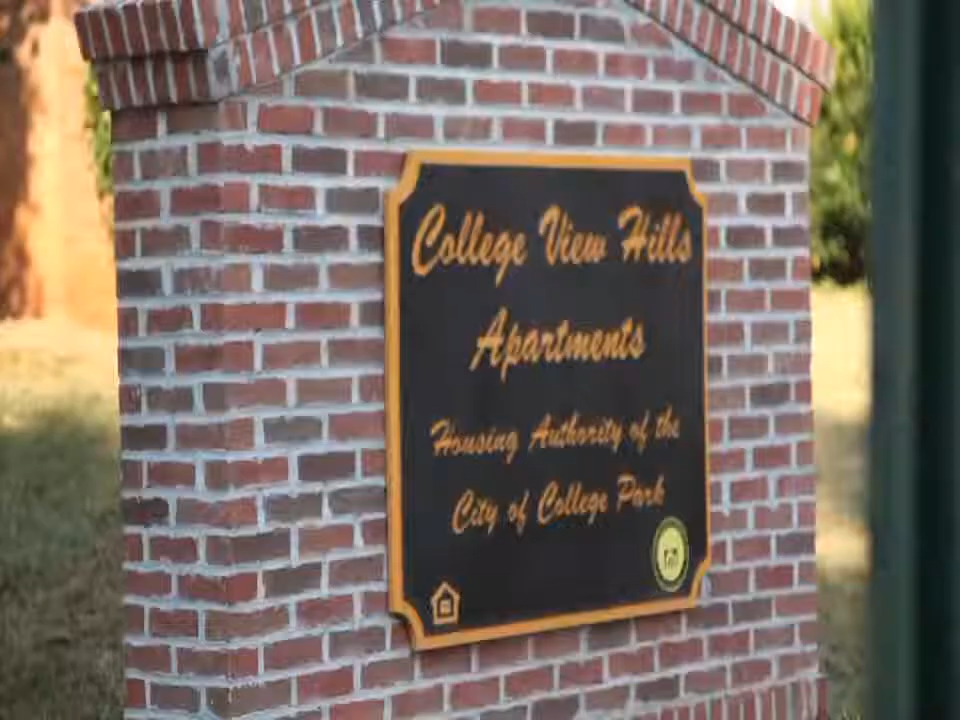 College View Hills
Apartments
Housing Authority of the
City of College Park